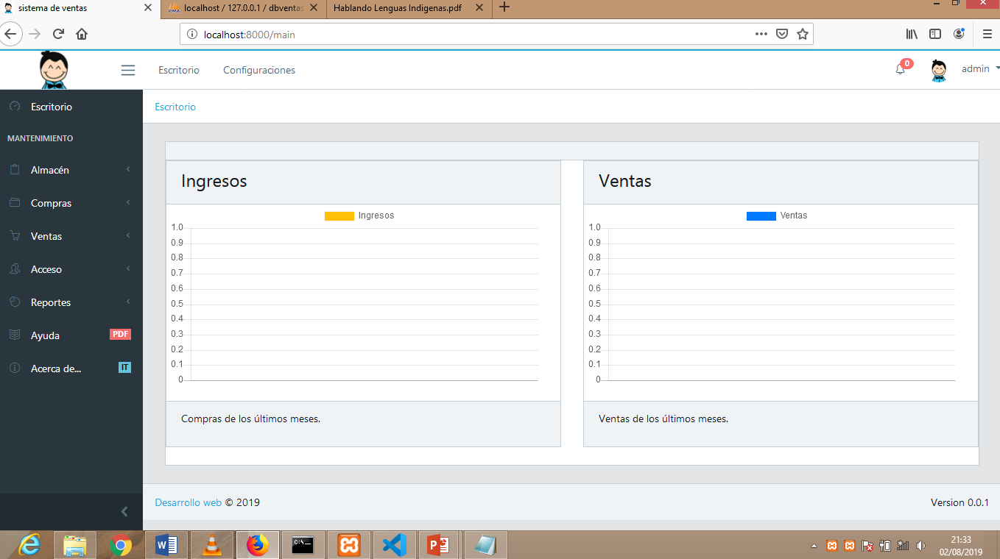 sistema de ventas
localhost / 127.0.0.1 / dbventas
Hablando Lenguas Indigenas.pdf
localhost:8000/main
Escritorio
Configuraciones
0
admin
Escritorio
MANTENIMIENTO
Almacén
Compras
Ventas
Acceso
Reportes
Ayuda
PDF
Acerca de...
IT
Escritorio
Ingresos
Ingresos
1.0
0.9
0.8
0.7
0.6
0.5
0.4
0.3
0.2
0.1
0
Compras de los últimos meses.
Ventas
Ventas
1.0
0.9
0.8
0.7
0.6
0.5
0.4
0.3
0.2
0.1
0
Ventas de los últimos meses.
Desarrollo web © 2019
Version 0.0.1
21:33
02/08/2019